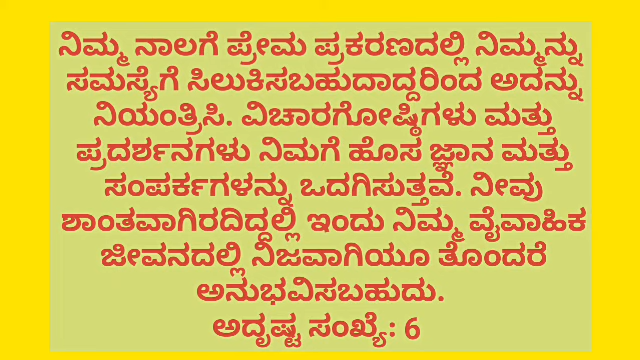 ನಿಮ್ಮ ನಾಲಗೆ ಪ್ರೇಮ ಪ್ರಕರಣದಲ್ಲಿ ನಿಮ್ಮನ್ನು
ಸಮಸ್ಯೆಗೆ ಸಿಲುಕಿಸಬಹುದಾದ್ದರಿಂದ ಅದನ್ನು
ನಿಯಂತ್ರಿಸಿ. ವಿಚಾರಗೋಷ್ಠಿಗಳು ಮತ್ತು
ಪ್ರದರ್ಶನಗಳು ನಿಮಗೆ ಹೊಸ ಜ್ಞಾನ ಮತ್ತು
ಸಂಪರ್ಕಗಳನ್ನು ಒದಗಿಸುತ್ತವೆ. ನೀವು
ಶಾಂತವಾಗಿರದಿದ್ದಲ್ಲಿ ಇಂದು ನಿಮ್ಮ ವೈವಾಹಿಕ
ಜೀವನದಲ್ಲಿ ನಿಜವಾಗಿಯೂ ತೊಂದರೆ
ಅನುಭವಿಸಬಹುದು.
ಅದೃಷ್ಟ ಸಂಖ್ಯೆ: 6